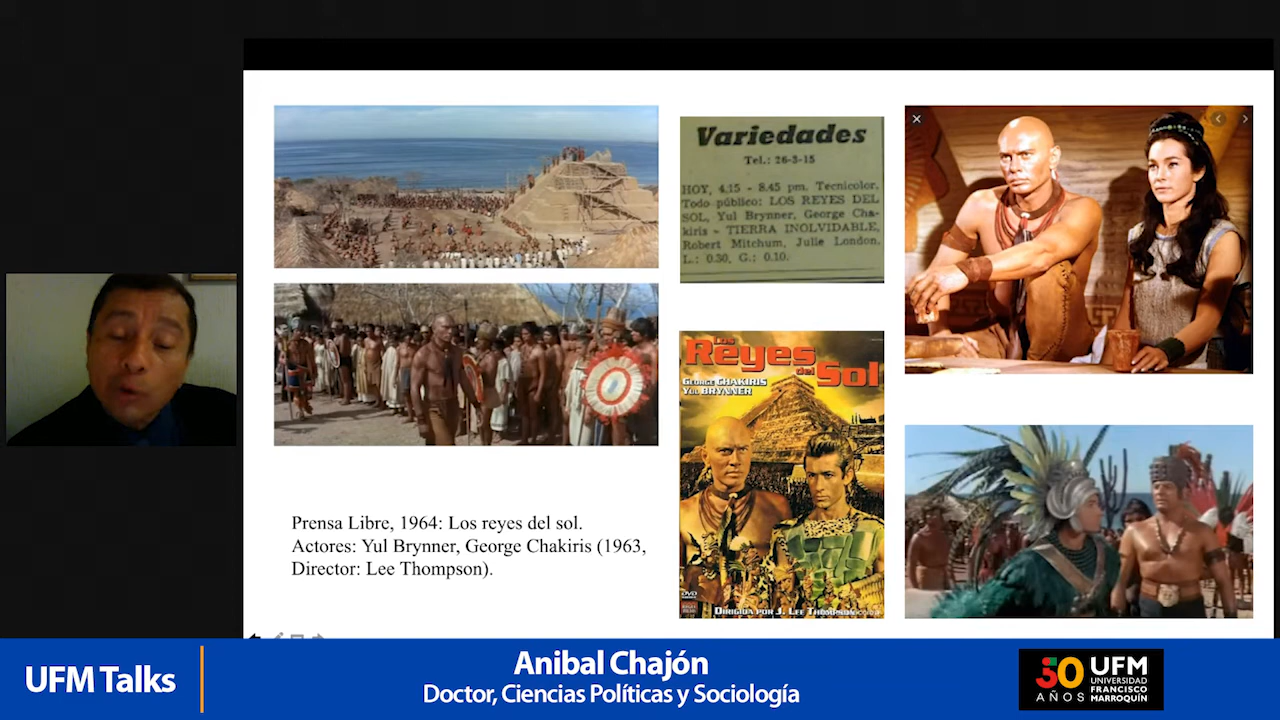 Variedades
Tel.: 26-3-15
HOY, 4.15 - 8.45 pm. Tecnicolor.
Todo público: LOS REYES DEL
SOL, Yul Brynner, George Cha-
kiris - TIERRA INOLVIDABLE,
Robert Mitchum, Julie London.
L.: 0.30. G.: 0.10.
Los
Reyes
del Sol
GEORGE CHAKIRIS
YUL BRYNNER
DVD
DIRIGIDA POR J. LEE THOMPSON
Prensa Libre, 1964: Los reyes del sol.
Actores: Yul Brynner, George Chakiris (1963,
Director: Lee Thompson).
UFM Talks
Anibal Chajón
Doctor, Ciencias Políticas y Sociología
50
AÑOS
UFM
UNIVERSIDAD
FRANCISCO
MARROQUÍN